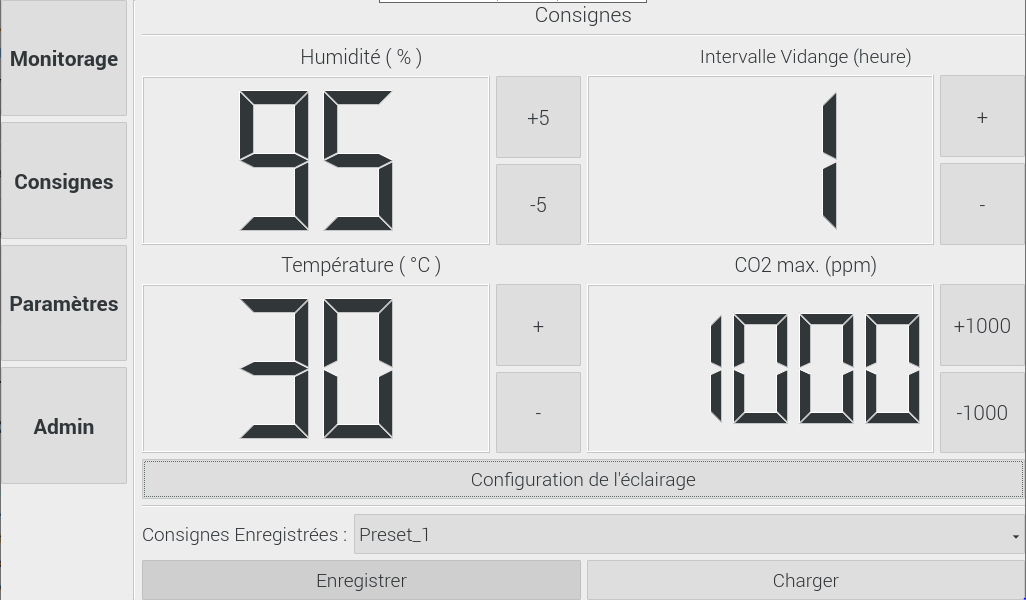 Consignes
Monitorage
Consignes
Paramètres
Admin
Humidité ( % )
95
+5
-5
Intervalle Vidange (heure)
1
+
-
Température ( °C )
30
+
-
CO2 max. (ppm)
1000
+1000
-1000
Configuration de l'éclairage
Consignes Enregistrées : Preset_1
Enregistrer
Charger